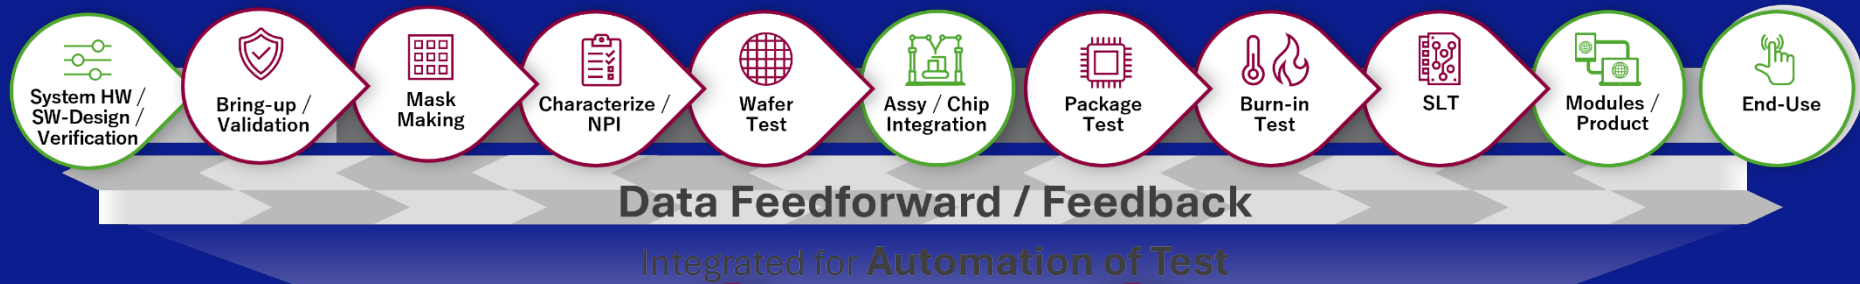 System HW /
SW-Design /
Verification
Bring-up /
Validation
Mask
Making
Characterize /
NPI
Wafer
Test
Assy / Chip
Integration
Package
Test
Burn-in
Test
SLT
Modules /
Product
End-Use
Data Feedforward / Feedback
Integrated for Automation of Test